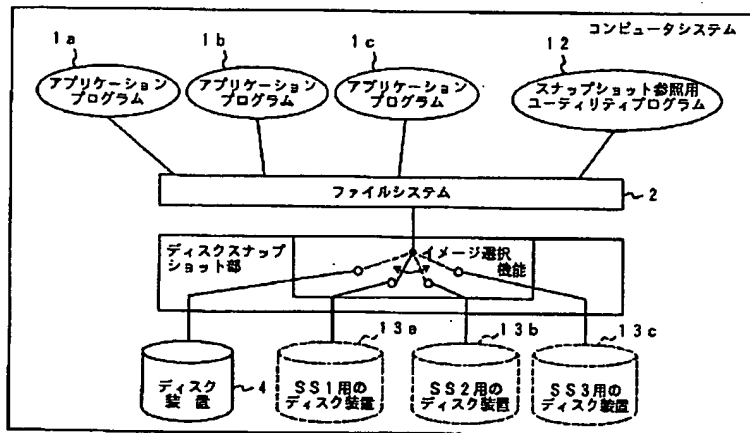 コンピュータシステム
1a
1b
1c
12
アプリケーション
プログラム
アプリケーション
プログラム
アプリケーション
プログラム
スナップショット参照用
ユーティリティプログラム
ファイルシステム
2
ディスクスナップ
ショット部
イメージ選択
機能
13a
13b
13c
ディスク
装置
4
SS1用の
ディスク装置
SS2用の
ディスク装置
SS3用の
ディスク装置